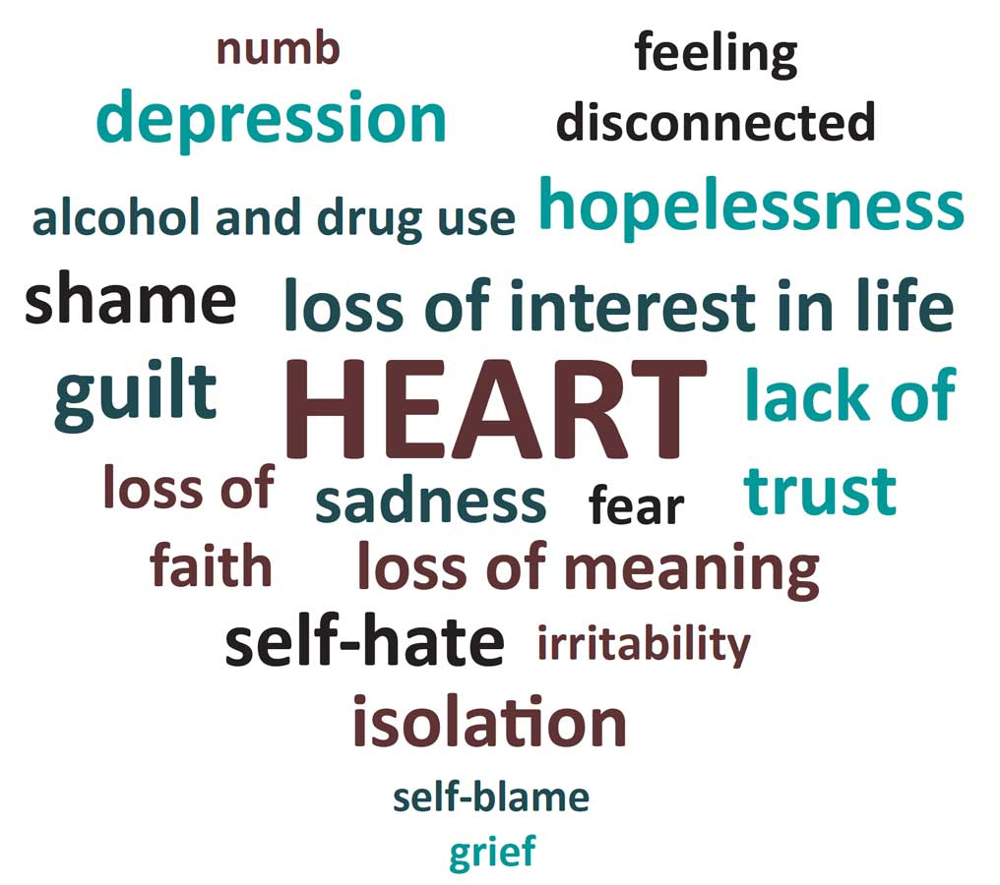 numb
feeling
depression
disconnected
alcohol and drug use
hopelessness
shame
loss of interest in life
guilt
HEART
lack of
trust
loss of
faith
sadness
fear
loss of meaning
self-hate
irritability
isolation
self-blame
grief